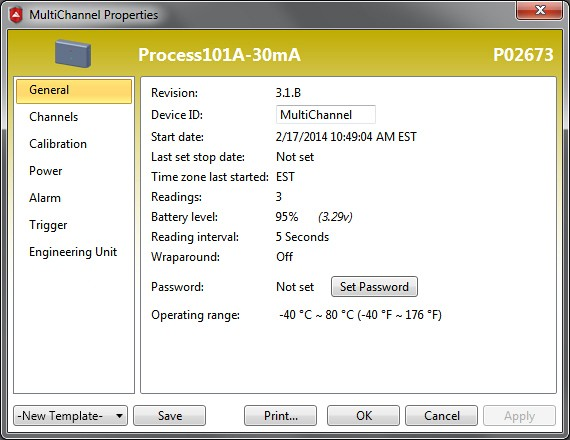 MultiChannel Properties
Process101A-30mA P02673
General
Channels
Calibration
Power
Alarm
Trigger
Engineering Unit
Revision: 3.1.B
Device ID: MultiChannel
Start date: 2/17/2014 10:49:04 AM EST
Last set stop date: Not set
Time zone last started: EST
Readings: 3
Battery level: 95% (3.29v)
Reading interval: 5 Seconds
Wraparound: Off
Password: Not set Set Password
Operating range: -40 °C ~ 80 °C (-40 °F ~ 176 °F)
-New Template- Save Print... OK Cancel Apply